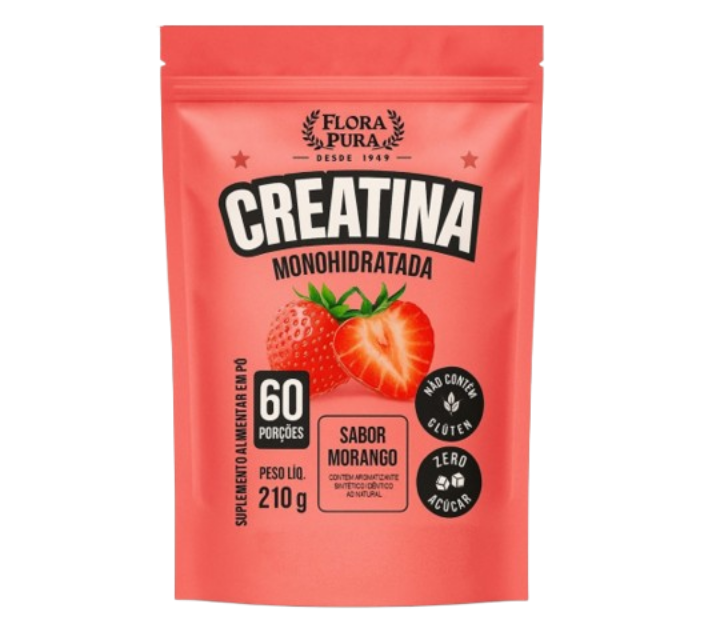 FLORA
PURA
DESDE 1949
CREATINA
MONOHIDRATADA
SUPLEMENTO ALIMENTAR EM PÓ
60
PORÇÕES
PESO LÍQ.
210 g
SABOR
MORANGO
CONTÉM AROMATIZANTE
SINTÉTICO IDÊNTICO
AO NATURAL
NÃO CONTÉM
GLÚTEN
ZERO
AÇÚCAR